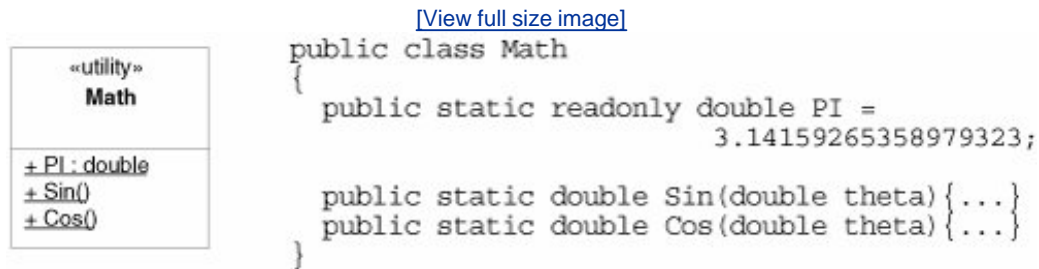 [View full size image]
«utility»
Math
+ PI : double
+ Sin()
+ Cos()
public class Math
{
public static readonly double PI =
3.14159265358979323;
public static double Sin(double theta){...}
public static double Cos(double theta){...}
}